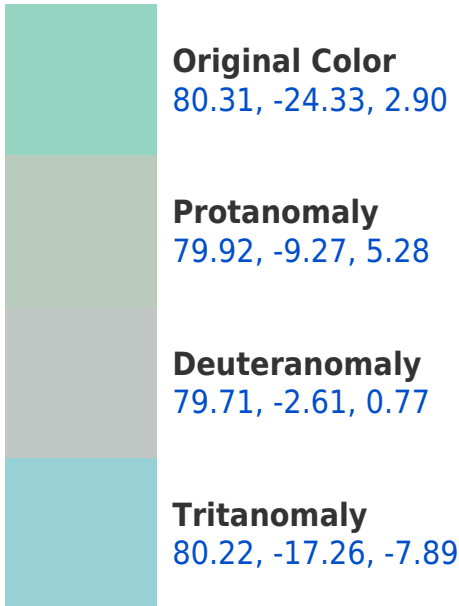 Original Color
80.31, -24.33, 2.90
Protanomaly
79.92, -9.27, 5.28
Deuteranomaly
79.71, -2.61, 0.77
Tritanomaly
80.22, -17.26, -7.89